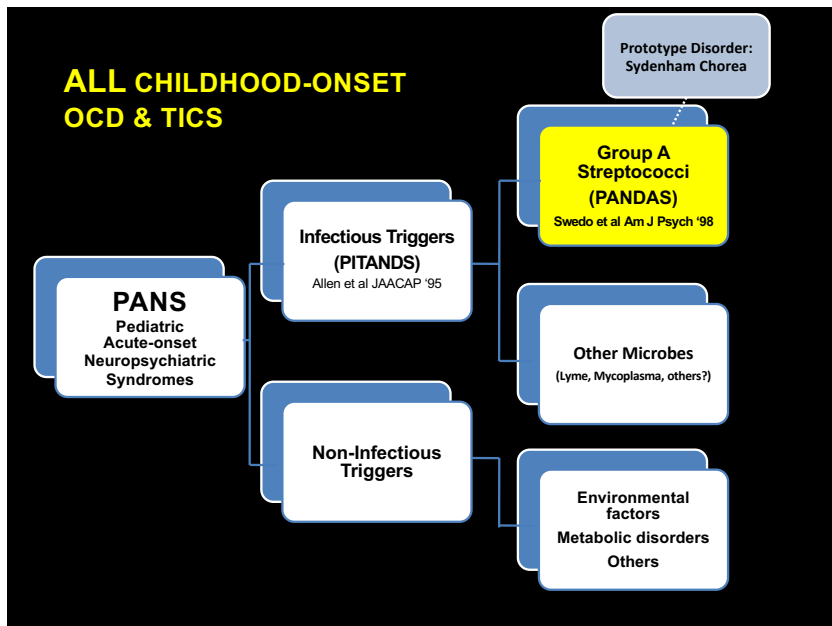 ALL CHILDHOOD-ONSET
OCD & TICS
Prototype Disorder:
Sydenham Chorea
Group A
Streptococci
(PANDAS)
Swedo et al Am J Psych ‘98
Infectious Triggers
(PITANDS)
Allen et al JAACAP ‘95
PANS
Pediatric
Acute-onset
Neuropsychiatric
Syndromes
Other Microbes
(Lyme, Mycoplasma, others?)
Non-Infectious
Triggers
Environmental
factors
Metabolic disorders
Others